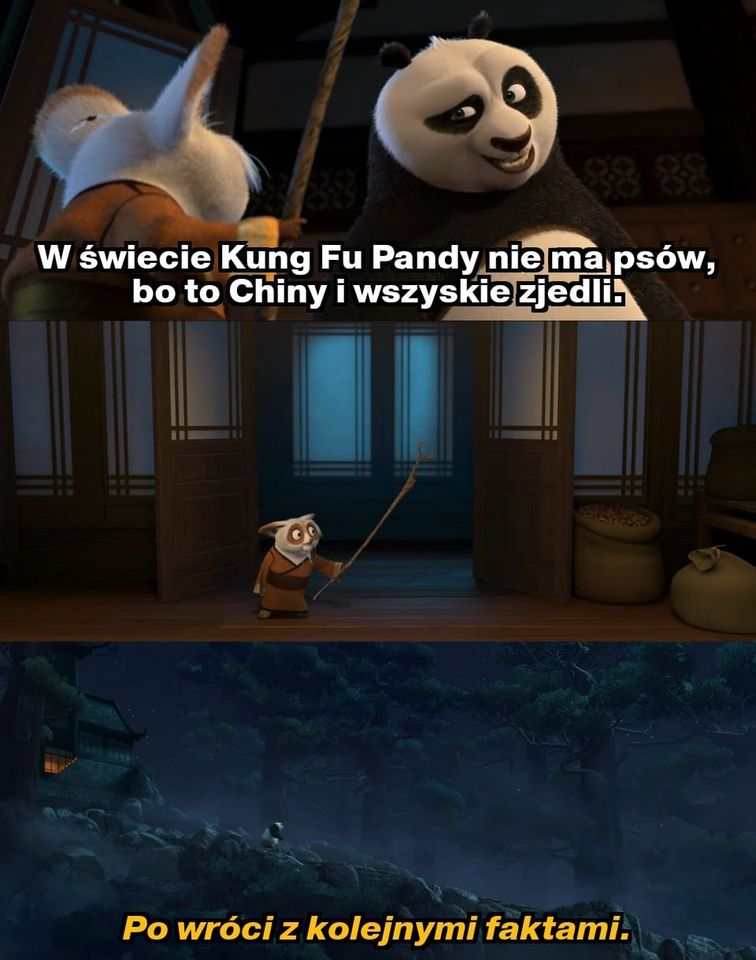 W świecie Kung Fu Pandy nie ma psów,
bo to Chiny i wszyskie zjedli.
Po wróci z kolejnymi faktami.